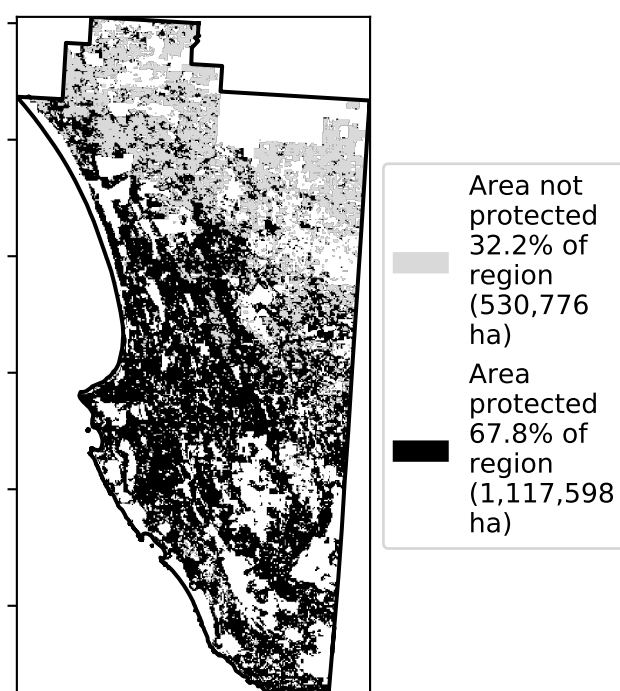 Area not
protected
32.2% of
region
(530,776
ha)
Area
protected
67.8% of
region
(1,117,598
ha)